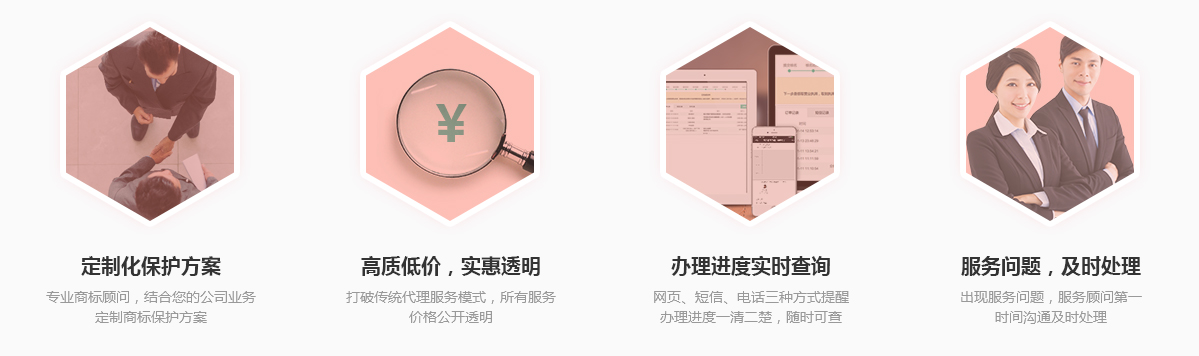 ¥
定制化保护方案
专业商标顾问，结合您的公司业务
定制商标保护方案
高质低价，实惠透明
打破传统代理服务模式，所有服务
价格公开透明
办理进度实时查询
网页、短信、电话三种方式提醒
办理进度一清二楚，随时可查
服务问题，及时处理
出现服务问题，服务顾问第一
时间沟通及时处理